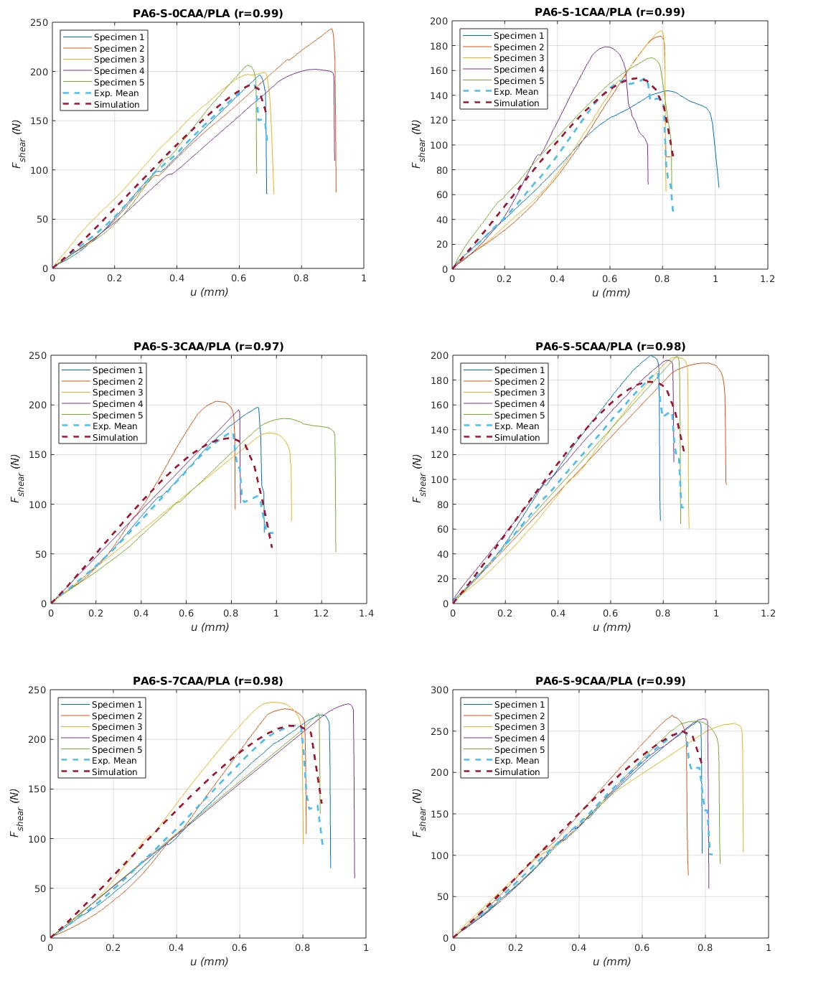 PA6-S-0CAA/PLA (r=0.99)
250
200
150
100
50
0
F_shear (N)
Specimen 1
Specimen 2
Specimen 3
Specimen 4
Specimen 5
Exp. Mean
Simulation
0 0.2 0.4 0.6 0.8 1
u (mm)
PA6-S-1CAA/PLA (r=0.99)
200
180
160
140
120
100
80
60
40
20
0
F_shear (N)
Specimen 1
Specimen 2
Specimen 3
Specimen 4
Specimen 5
Exp. Mean
Simulation
0 0.2 0.4 0.6 0.8 1 1.2
u (mm)
PA6-S-3CAA/PLA (r=0.97)
250
200
150
100
50
0
F_shear (N)
Specimen 1
Specimen 2
Specimen 3
Specimen 4
Specimen 5
Exp. Mean
Simulation
0 0.2 0.4 0.6 0.8 1 1.2 1.4
u (mm)
PA6-S-5CAA/PLA (r=0.98)
200
180
160
140
120
100
80
60
40
20
0
F_shear (N)
Specimen 1
Specimen 2
Specimen 3
Specimen 4
Specimen 5
Exp. Mean
Simulation
0 0.2 0.4 0.6 0.8 1 1.2
u (mm)
PA6-S-7CAA/PLA (r=0.98)
250
200
150
100
50
0
F_shear (N)
Specimen 1
Specimen 2
Specimen 3
Specimen 4
Specimen 5
Exp. Mean
Simulation
0 0.2 0.4 0.6 0.8 1
u (mm)
PA6-S-9CAA/PLA (r=0.99)
300
250
200
150
100
50
0
F_shear (N)
Specimen 1
Specimen 2
Specimen 3
Specimen 4
Specimen 5
Exp. Mean
Simulation
0 0.2 0.4 0.6 0.8 1
u (mm)